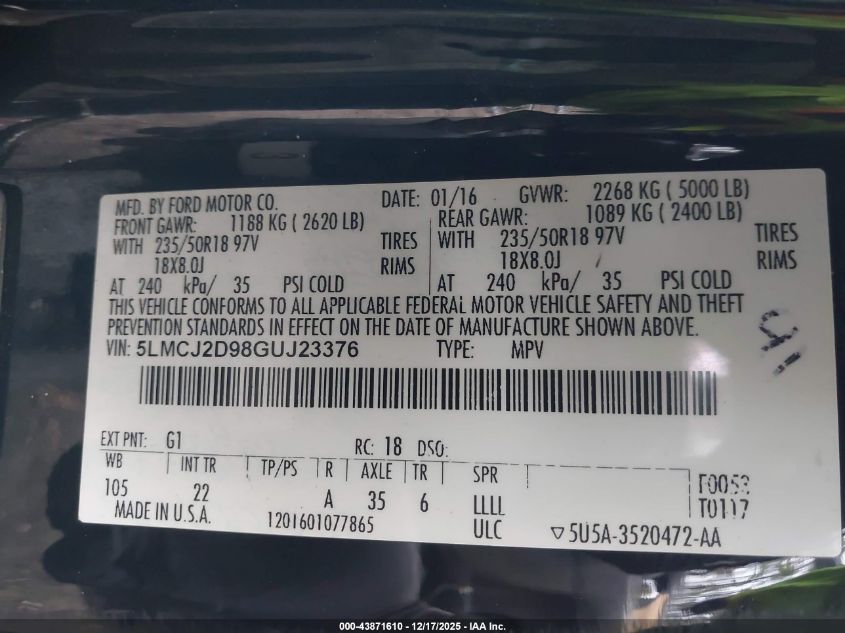 MFD. BY FORD MOTOR CO. DATE: 01/16 GVWR: 2268 KG ( 5000 LB)
FRONT GAWR: 1188 KG ( 2620 LB) REAR GAWR: 1089 KG ( 2400 LB)
WITH 235/50R18 97V TIRES WITH 235/50R18 97V TIRES
18X8.0J RIMS 18X8.0J RIMS
AT 240 kPa/ 35 PSI COLD AT 240 kPa/ 35 PSI COLD
THIS VEHICLE CONFORMS TO ALL APPLICABLE FEDERAL MOTOR VEHICLE SAFETY AND THEFT
PREVENTION STANDARDS IN EFFECT ON THE DATE OF MANUFACTURE SHOWN ABOVE.
VIN: 5LMCJ2D98GUJ23376 TYPE: MPV
EXT PNT: G1 RC: 18 DSO:
WB INT TR TP/PS R AXLE TR SPR
105 22 A 35 6 LLLL
F0053
T0117
MADE IN U.S.A. 1201601077865 ULC ▽5U5A-3520472-AA
000-43871610 - 12/17/2025 - IAA Inc.